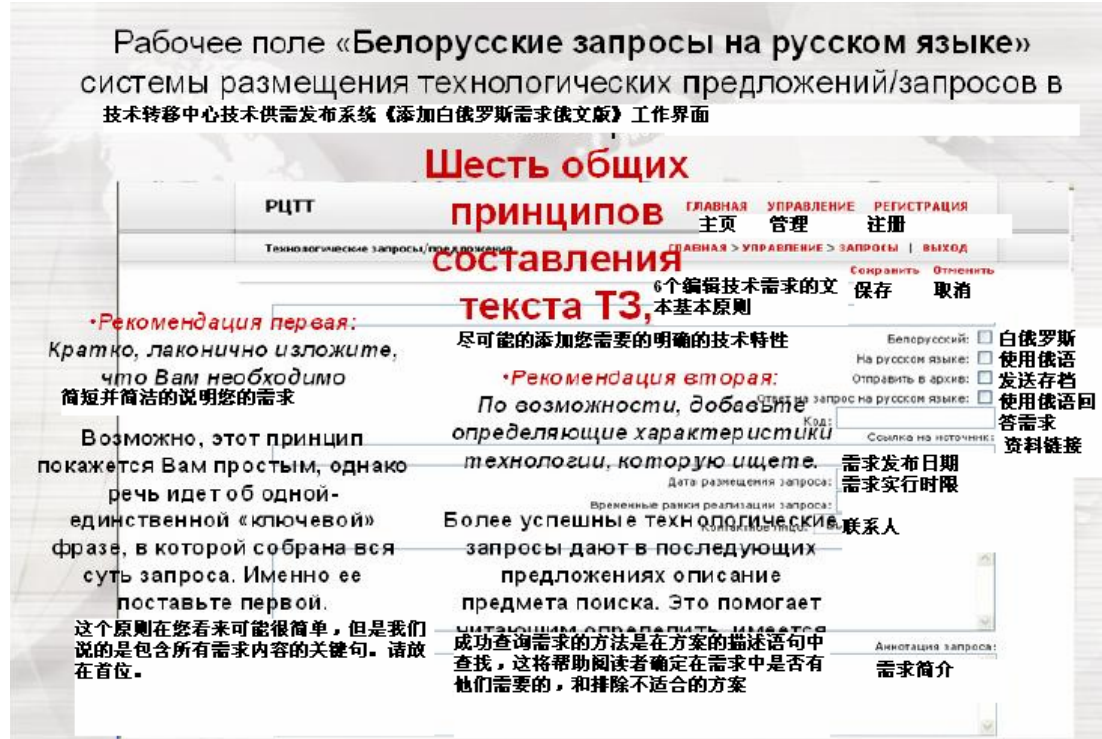 Рабочее поле «Белорусские запросы на русском языке»
системы размещения технологических предложений/запросов в
技术转移中心技术供需发布系统《添加白俄罗斯需求俄文版》工作界面
Шесть общих
принципов
составления
текста ТЗ,
РЦТТ
ГЛАВНАЯ УПРАВЛЕНИЕ РЕГИСТРАЦИЯ
主页 管理 注册
Технологические запросы/предложения
ГЛАВНАЯ > УПРАВЛЕНИЕ > ЗАПРОСЫ | ВЫХОД
Сохранить Отменить
保存 取消
6个编辑技术需求的文
本基本原则
尽可能的添加您需要的明确的技术特性
•Рекомендация первая:
Кратко, лаконично изложите,
что Вам необходимо
简短并简洁的说明您的需求
Возможно, этот принцип
покажется Вам простым, однако
речь идет об одной-
единственной «ключевой»
фразе, в которой собрана вся
суть запроса. Именно ее
поставьте первой.
这个原则在您看来可能很简单，但是我们
说的是包含所有需求内容的关键句。请放
在首位。
•Рекомендация вторая:
По возможности, добавьте
определяющие характеристики
технологии, которую ищете.
Более успешные технологические
запросы дают в последующих
предложениях описание
предмета поиска. Это помогает
читающим определить, имеется
成功查询需求的方法是在方案的描述语句中
查找，这将帮助阅读者确定在需求中是否有
他们需要的，和排除不适合的方案
Белорусский: 白俄罗斯
На русском языке: 使用俄语
Отправить в архив: 发送存档
Ответ на запрос на русском языке: 使用俄语回
答需求
Код:
Ссылка на источник:
资料链接
需求发布日期
Дата размещения запроса:
需求实行时限
Временные рамки реализации запроса:
Контактное лицо:
联系人
Аннотация запроса:
需求简介